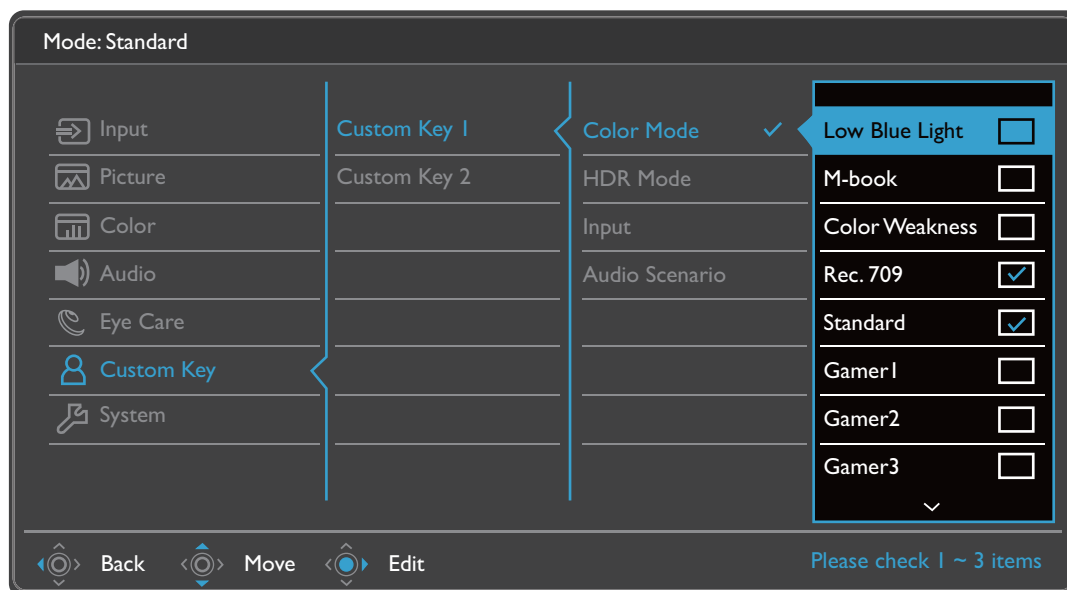 Mode: Standard
Input
Picture
Color
Audio
Eye Care
Custom Key
System
Custom Key 1
Custom Key 2
Color Mode
HDR Mode
Input
Audio Scenario
Low Blue Light
M-book
Color Weakness
Rec. 709
Standard
Gamer1
Gamer2
Gamer3
Back Move Edit
Please check 1 ~ 3 items